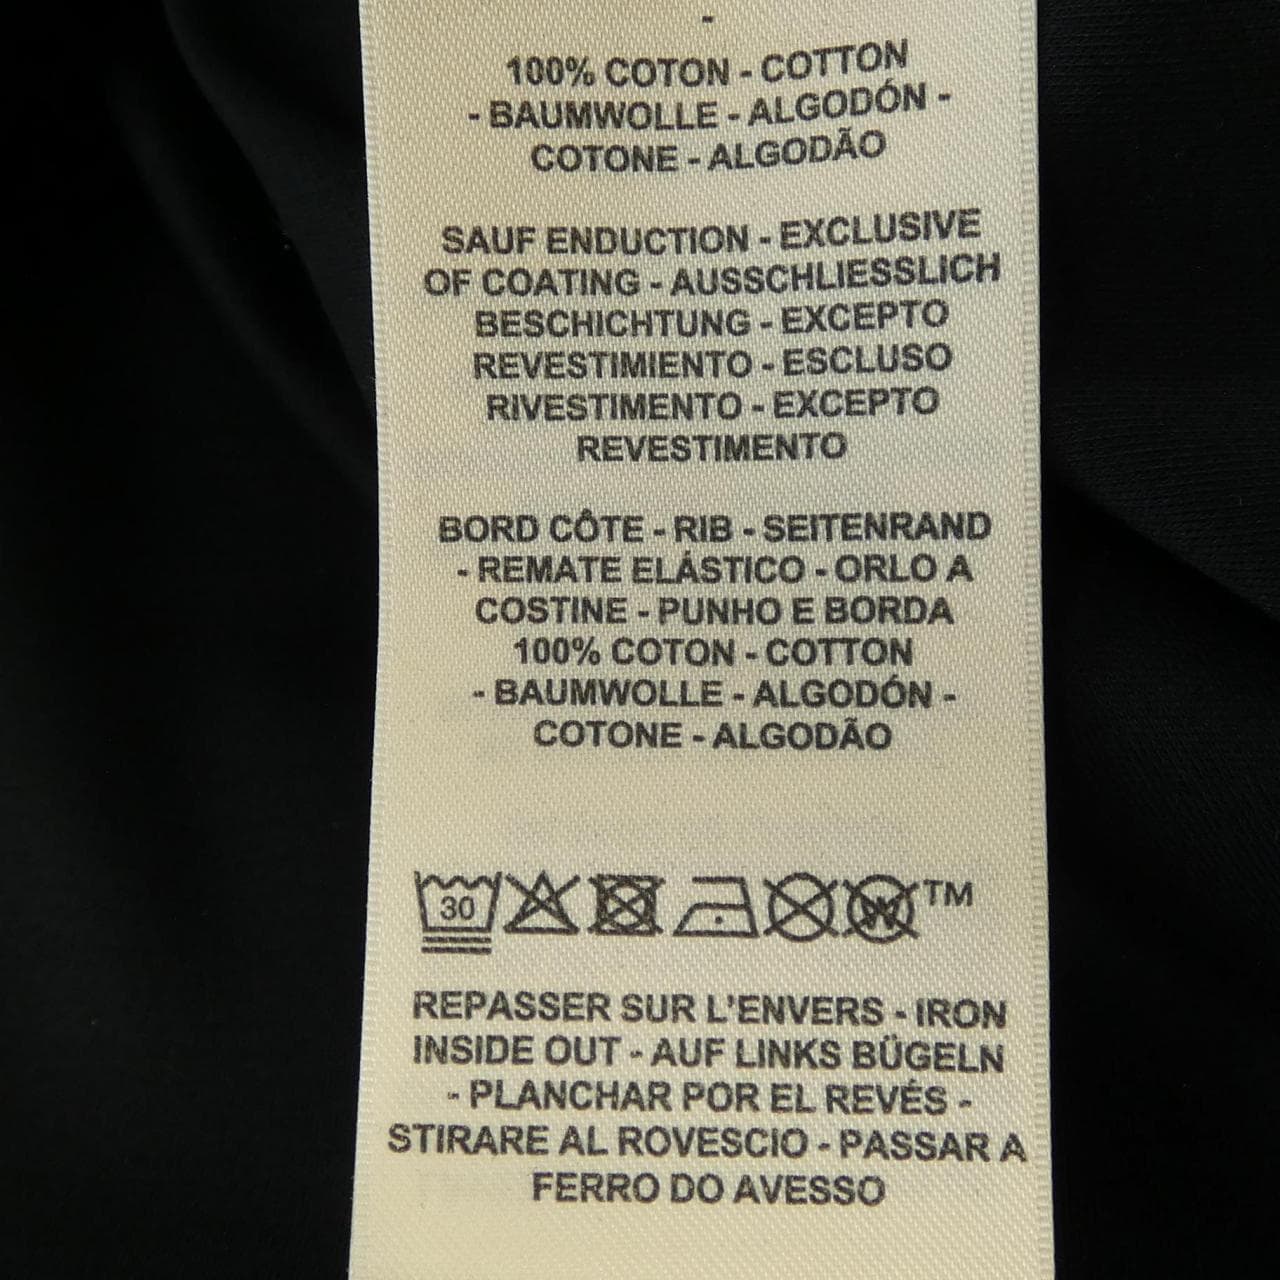 -
100% COTON - COTTON
- BAUMWOLLE - ALGODÓN -
COTONE - ALGODÃO
SAUF ENDUCTION - EXCLUSIVE
OF COATING - AUSSCHLIESSLICH
BESCHICHTUNG - EXCEPTO
REVESTIMIENTO - ESCLUSO
RIVESTIMENTO - EXCEPTO
REVESTIMENTO
BORD CÔTE - RIB - SEITENRAND
- REMATE ELÁSTICO - ORLO A
COSTINE - PUNHO E BORDA
100% COTON - COTTON
- BAUMWOLLE - ALGODÓN -
COTONE - ALGODÃO
30 W TM
REPASSER SUR L'ENVERS - IRON
INSIDE OUT - AUF LINKS BÜGELN
- PLANCHAR POR EL REVÉS -
STIRARE AL ROVESCIO - PASSAR A
FERRO DO AVESSO